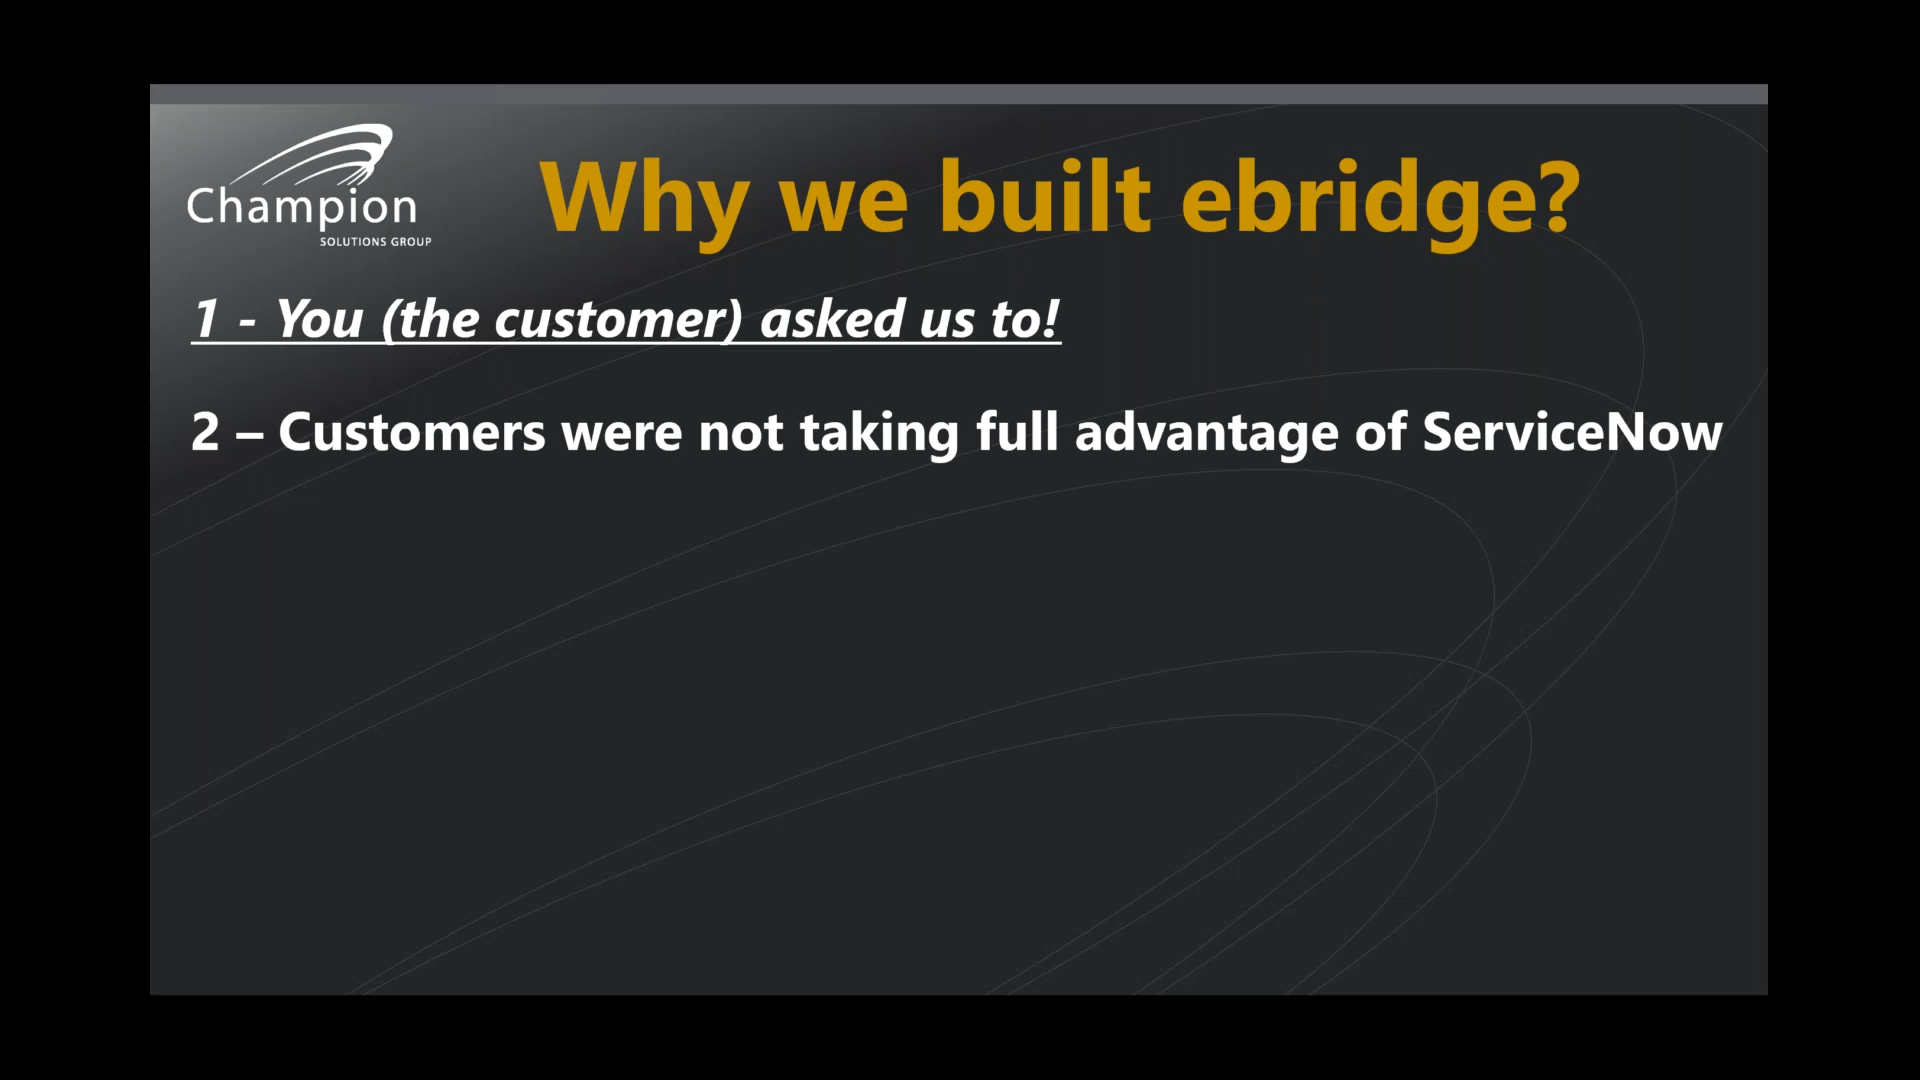 Champion
SOLUTIONS GROUP
Why we built ebridge?
1 - You (the customer) asked us to!
2 – Customers were not taking full advantage of ServiceNow